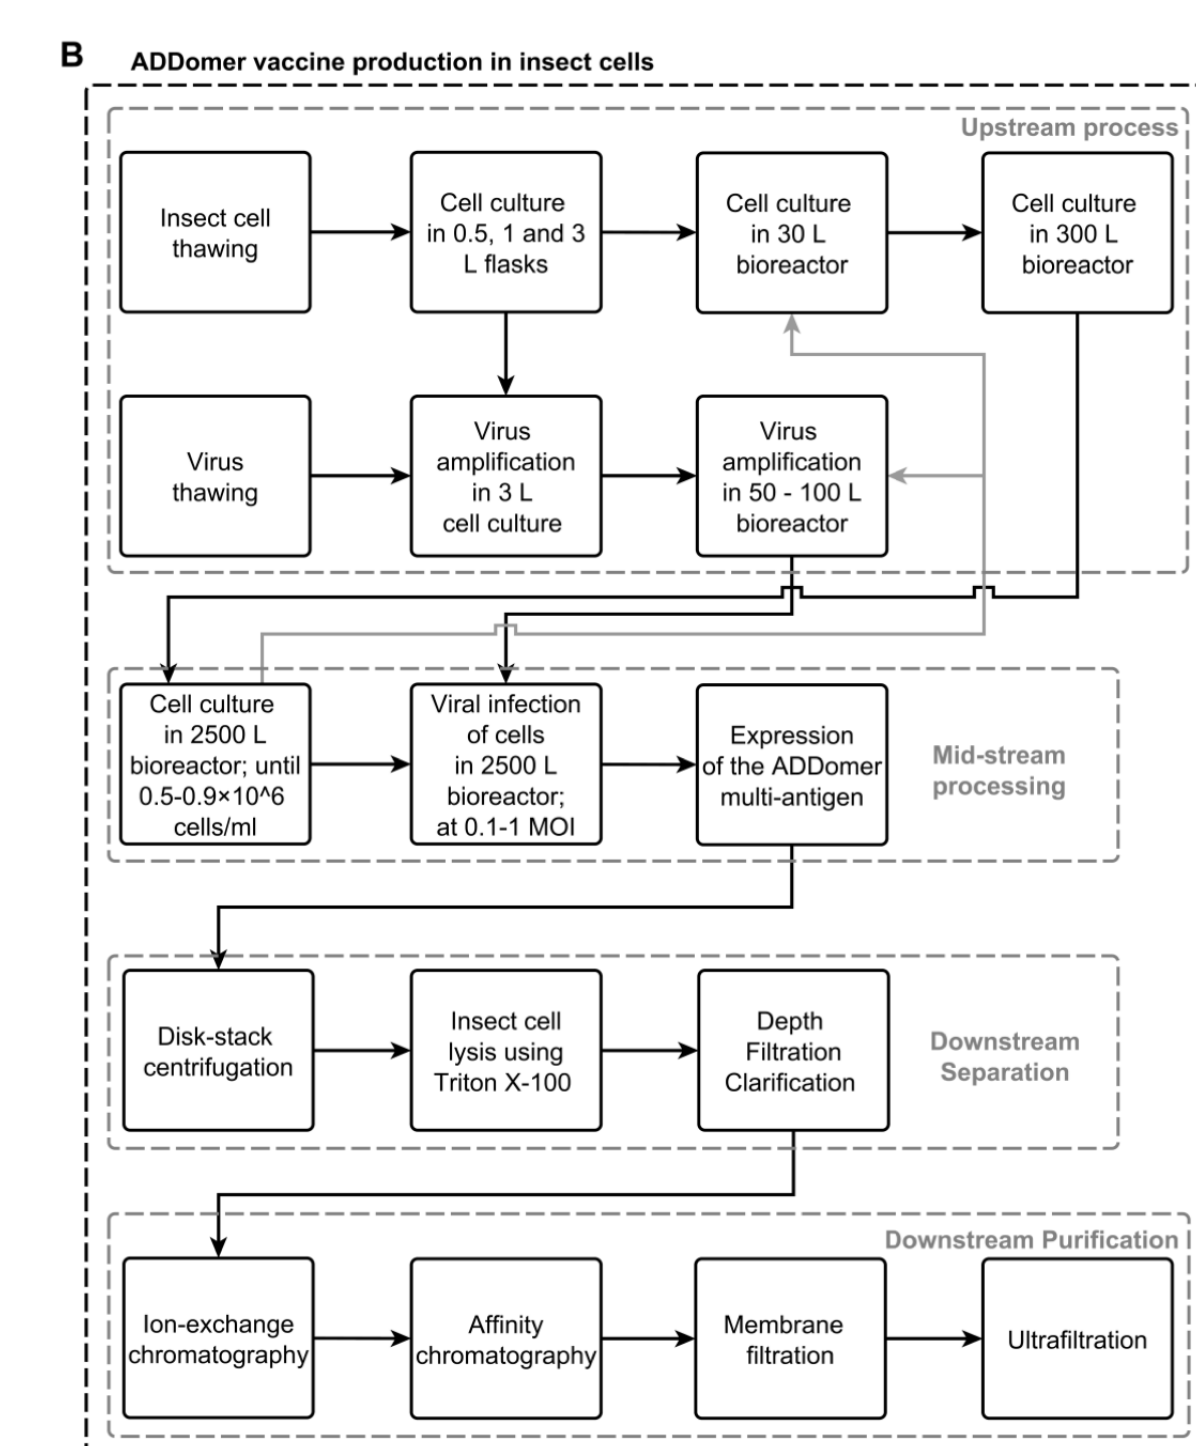 B
ADDomer vaccine production in insect cells
Upstream process
Insect cell
thawing
Cell culture
in 0.5, 1 and 3
L flasks
Cell culture
in 30 L
bioreactor
Cell culture
in 300 L
bioreactor
Virus
thawing
Virus
amplification
in 3 L
cell culture
Virus
amplification
in 50 - 100 L
bioreactor
Cell culture
in 2500 L
bioreactor; until
0.5-0.9×10^6
cells/ml
Viral infection
of cells
in 2500 L
bioreactor;
at 0.1-1 MOI
Expression
of the ADDomer
multi-antigen
Mid-stream
processing
Disk-stack
centrifugation
Insect cell
lysis using
Triton X-100
Depth
Filtration
Clarification
Downstream
Separation
Downstream Purification
Ion-exchange
chromatography
Affinity
chromatography
Membrane
filtration
Ultrafiltration